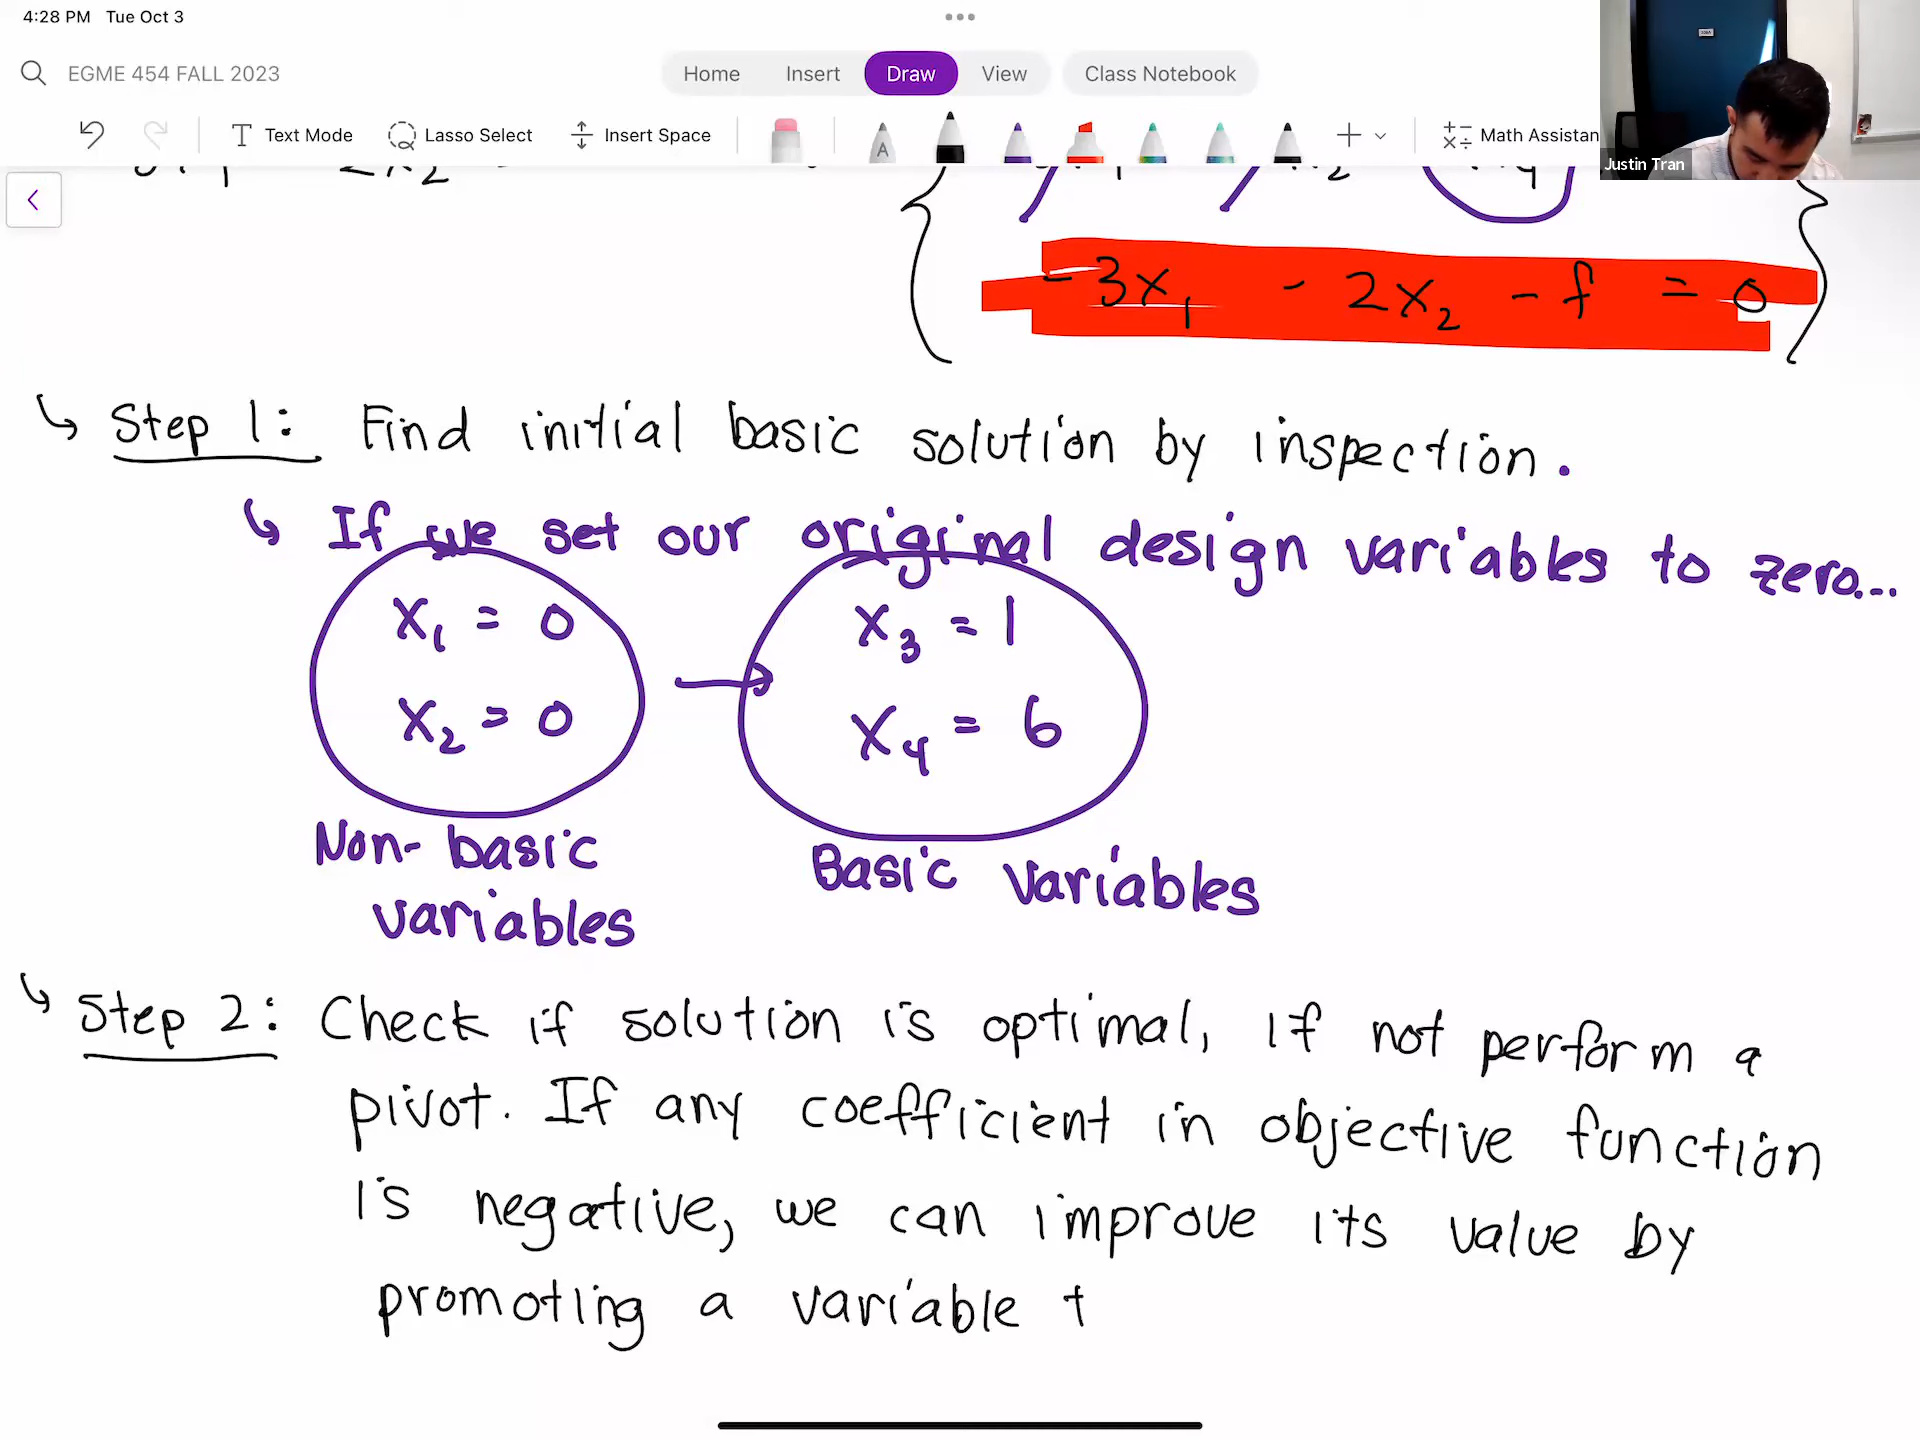 4:28 PM Tue Oct 3
EGME 454 FALL 2023
Home Insert Draw View Class Notebook
Text Mode Lasso Select Insert Space Math Assistan
Justin Tran
- 3x₁ - 2x₂ - f = 0
Step 1: Find initial basic solution by inspection.
If we set our original design variables to zero...
x₁ = 0 → x₃ = 1
x₂ = 0 x₄ = 6
Non-basic Basic variables
variables
Step 2: Check if solution is optimal, if not perform a
pivot. If any coefficient in objective function
is negative, we can improve its value by
promoting a variable t